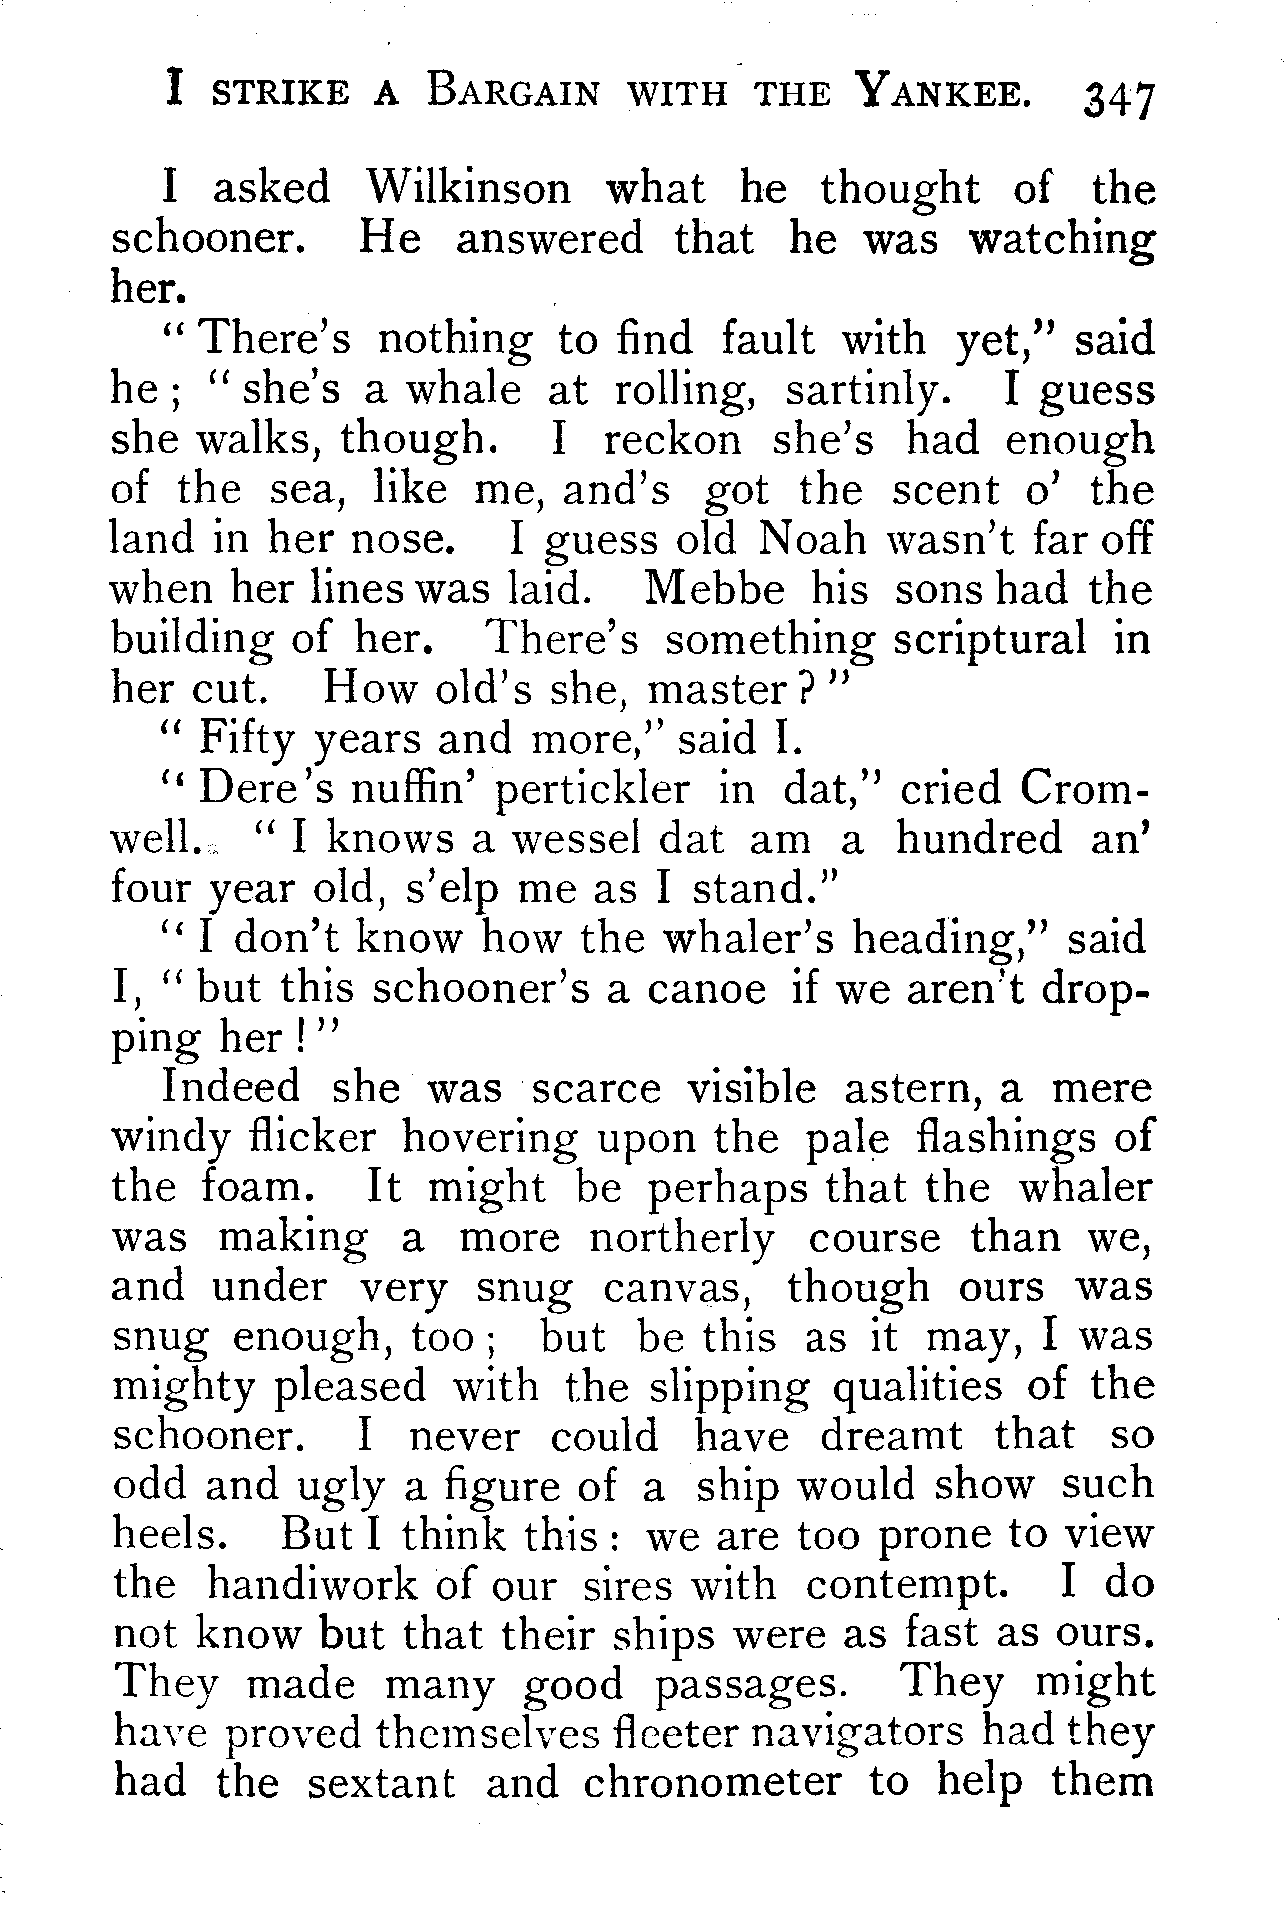 I STRIKE A BARGAIN WITH THE YANKEE. 347
I asked Wilkinson what he thought of the
schooner. He answered that he was watching
her.
" There's nothing to find fault with yet," said
he ; " she's a whale at rolling, sartinly. I guess
she walks, though. I reckon she's had enough
of the sea, like me, and's got the scent o' the
land in her nose. I guess old Noah wasn't far off
when her lines was laid. Mebbe his sons had the
building of her. There's something scriptural in
her cut. How old's she, master ? "
" Fifty years and more," said I.
" Dere's nuffin' pertickler in dat," cried Crom-
well. " I knows a wessel dat am a hundred an'
four year old, s'elp me as I stand."
" I don't know how the whaler's heading," said
I, " but this schooner's a canoe if we aren't drop-
ping her ! "
Indeed she was scarce visible astern, a mere
windy flicker hovering upon the pale flashings of
the foam. It might be perhaps that the whaler
was making a more northerly course than we,
and under very snug canvas, though ours was
snug enough, too ; but be this as it may, I was
mighty pleased with the slipping qualities of the
schooner. I never could have dreamt that so
odd and ugly a figure of a ship would show such
heels. But I think this : we are too prone to view
the handiwork of our sires with contempt. I do
not know but that their ships were as fast as ours.
They made many good passages. They might
have proved themselves fleeter navigators had they
had the sextant and chronometer to help them